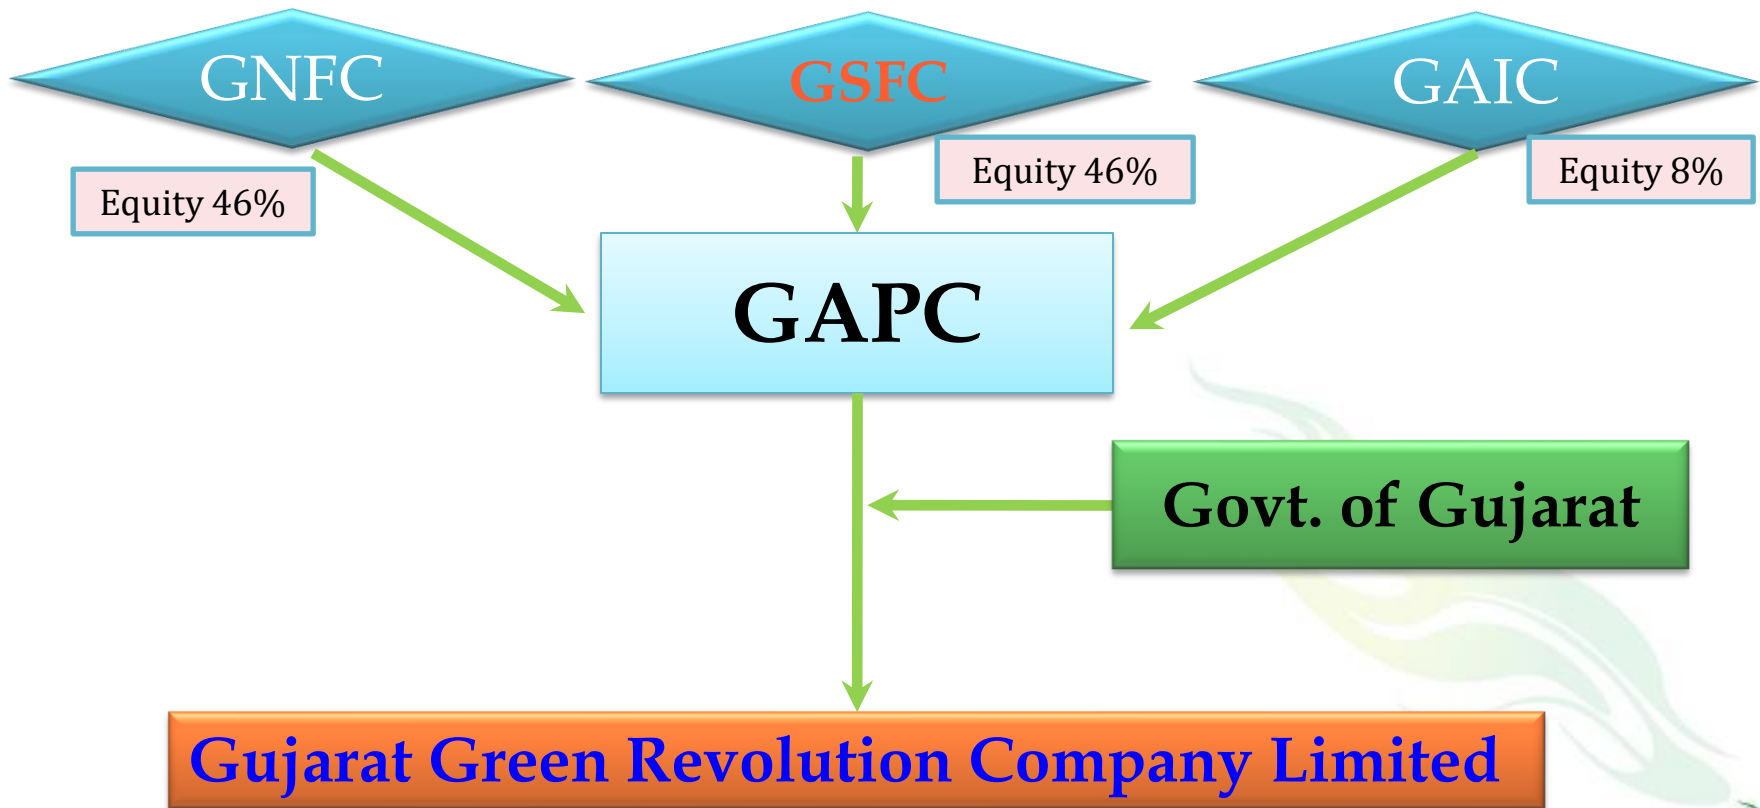 GNFC
GSFC
GAIC
Equity 46%
Equity 46%
Equity 8%
GAPC
Govt. of Gujarat
Gujarat Green Revolution Company Limited